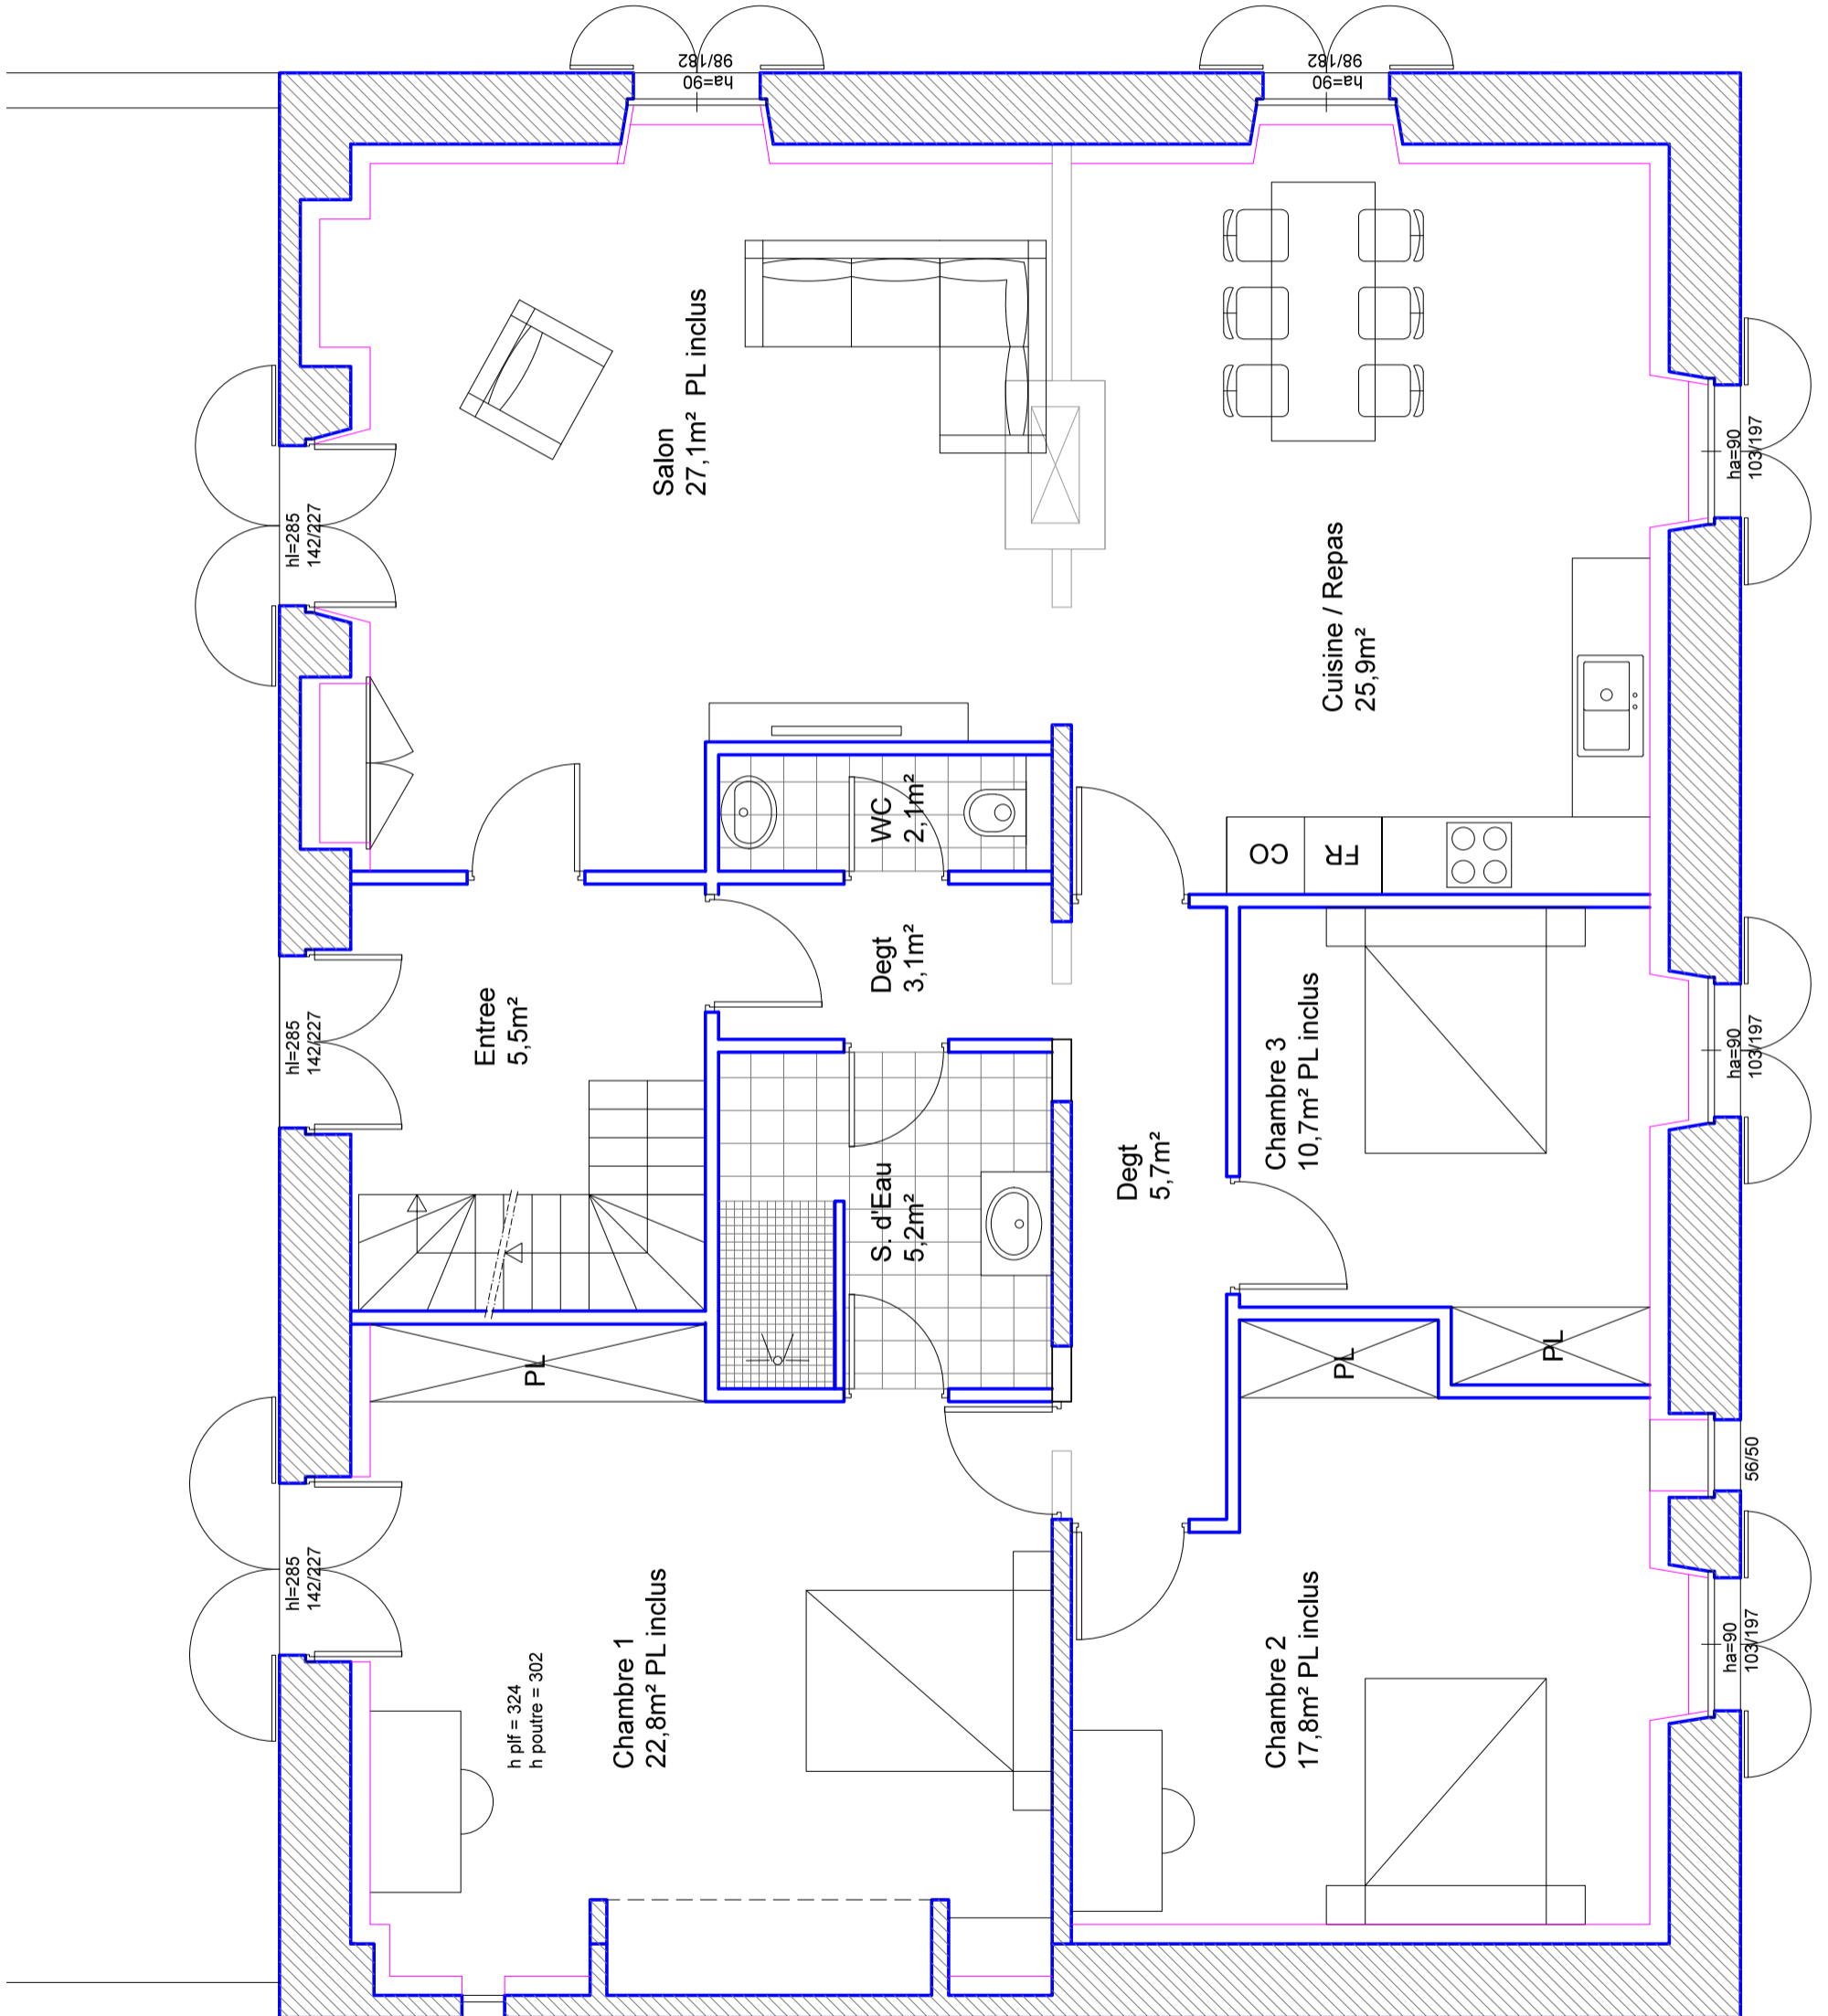 98/182
ha=90
98/182
ha=90
hl=285
142/227
Salon
27,1m² PL inclus
ha=90
103/197
Cuisine / Repas
25,9m²
WC
2,1m²
CO
FR
hl=285
142/227
Entree
5,5m²
Degt
3,1m²
Chambre 3
10,7m² PL inclus
ha=90
103/197
Degt
5,7m²
S. d'Eau
5,2m²
PL
PL
PL
56/50
hl=285
142/227
h plf = 324
h poutre = 302
Chambre 1
22,8m² PL inclus
Chambre 2
17,8m² PL inclus
ha=90
103/197